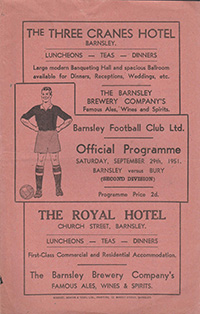 THE THREE CRANES HOTEL
BARNSLEY.
LUNCHEONS — TEAS — DINNERS
Large modern Banqueting Hall and spacious Ballroom
available for Dinners, Receptions, Weddings, etc.
THE BARNSLEY
BREWERY COMPANY'S
Famous Ales, Wines and Spirits.
Barnsley Football Club Ltd.
Official Programme
SATURDAY, SEPTEMBER 29th, 1951.
BARNSLEY versus BURY
(SECOND DIVISION)
Programme Price 2d.
THE ROYAL HOTEL
CHURCH STREET, BARNSLEY.
LUNCHEONS — TEAS — DINNERS
First-Class Commercial and Residential Accommodation.
The Barnsley Brewery Company's
FAMOUS ALES, WINES & SPIRITS.